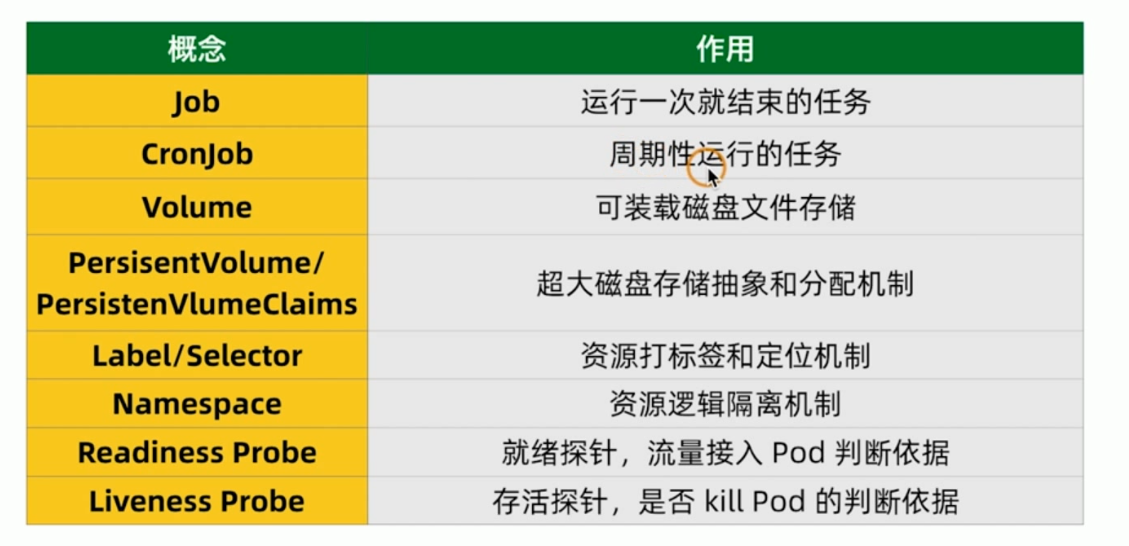 概念 作用
Job 运行一次就结束的任务
CronJob 周期性运行的任务
Volume 可装载磁盘文件存储
PersisentVolume/
PersistenVlumeClaims 超大磁盘存储抽象和分配机制
Label/Selector 资源打标签和定位机制
Namespace 资源逻辑隔离机制
Readiness Probe 就绪探针，流量接入 Pod 判断依据
Liveness Probe 存活探针，是否 kill Pod 的判断依据